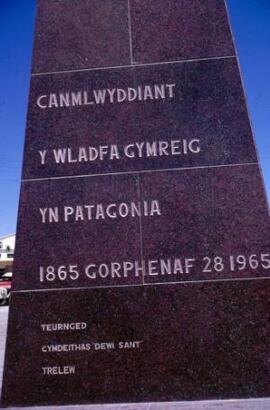 CANMLWYDDIANT
Y WLADFA GYMREIG
YN PATAGONIA
1865 GORPHENAF 28 1965
TEURNGED
CYMDEITHAS DEWI SANT
TRELEW